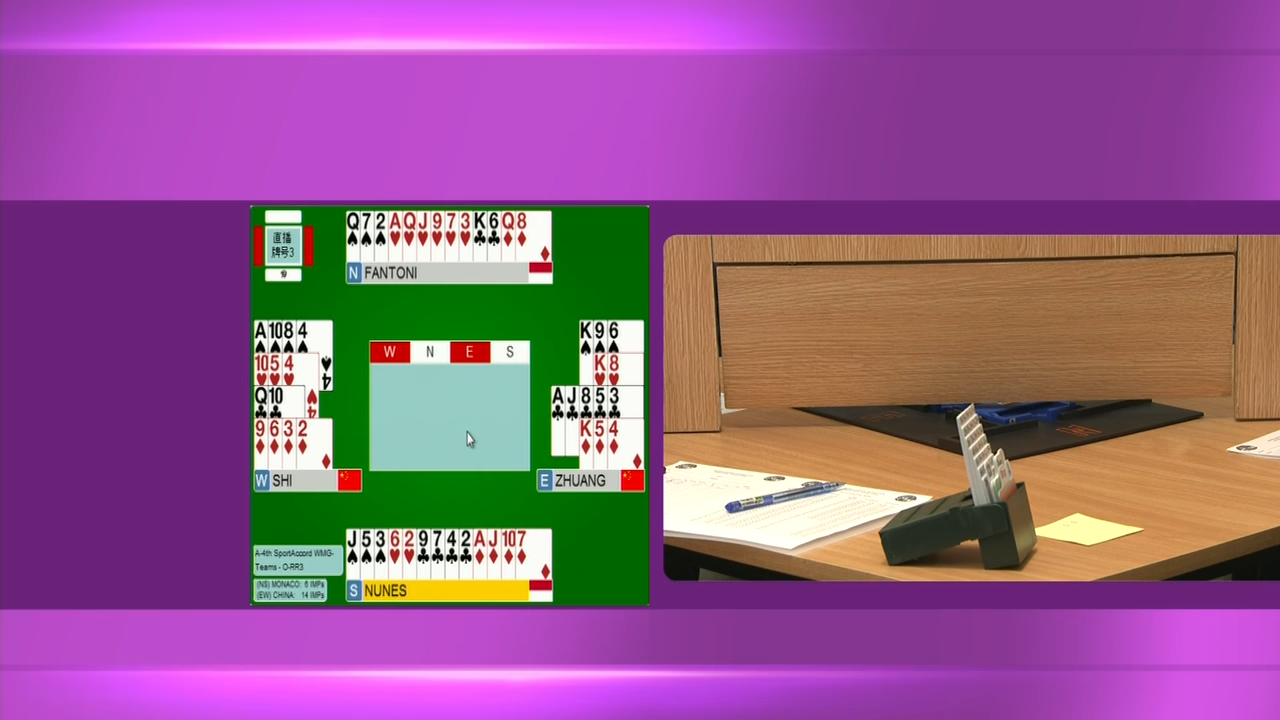 Q72AQJ973K6Q8
直播
牌号3
N FANTONI
A1084
K96
1054
K8
W N E S
Q10
AJ853
9632
K54
W SHI
E ZHUANG
J53629742AJ107
A-4th SportAccord WMG-
Teams - O-RR3
(NS) MONACO: 6 IMPs
(EW) CHINA: 14 IMPs
S NUNES